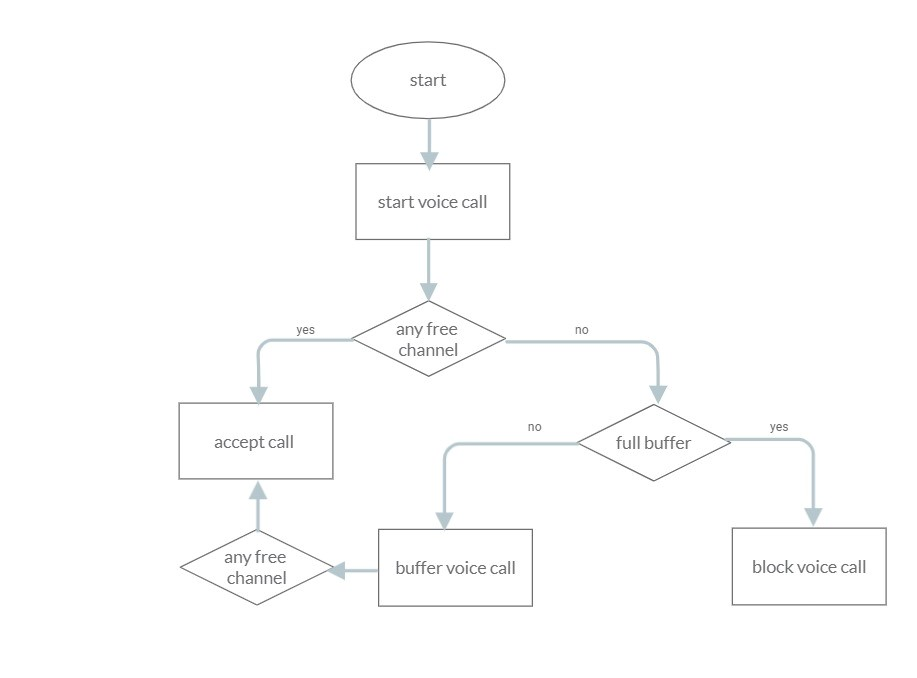 start
start voice call
any free
channel
yes
no
accept call
full buffer
no
yes
any free
channel
buffer voice call
block voice call